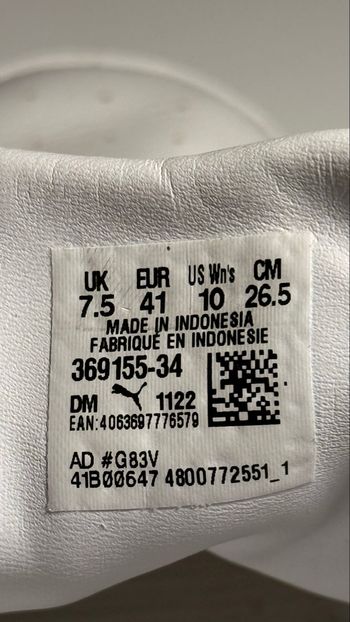 UK EUR US Wn's CM
7.5 41 10 26.5
MADE IN INDONESIA
FABRIQUÉ EN INDONESIE
369155-34
DM 1122
EAN:4063697776579
AD #G83V
41B00647 4800772551_1